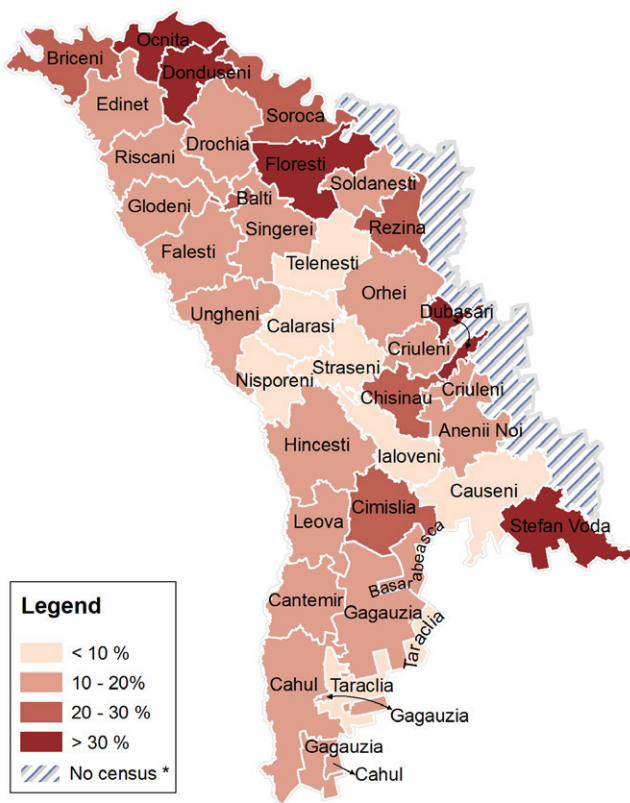 Ocnita
Briceni
Donduseni
Edinet
Soroca
Drochia
Riscani
Floresti
Soldanesti
Glodeni
Balti
Singerei
Rezina
Falesti
Telenesti
Orhei
Ungheni
Dubasari
Calarasi
Criuleni
Straseni
Nisporeni
Chisinau
Criuleni
Anenii Noi
Hincesti
Ialoveni
Causeni
Cimislia
Leova
Stefan Voda
Basarabeasca
Cantemir
Gagauzia
Taraclia
Cahul
Taraclia
Gagauzia
Gagauzia
Cahul
Legend
< 10 %
10 - 20%
20 - 30 %
> 30 %
No census *